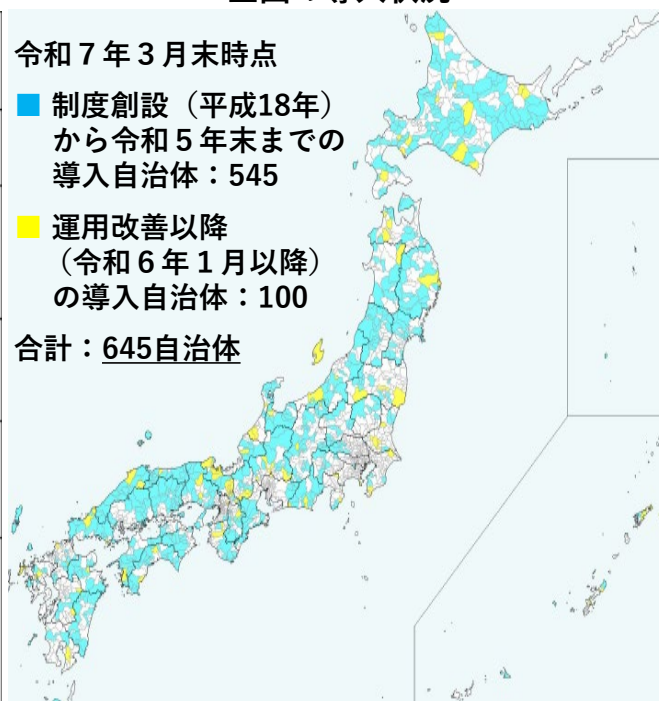 令和７年３月末時点
制度創設（平成18年）
から令和５年末までの
導入自治体：545
運用改善以降
（令和６年１月以降）
の導入自治体：100
合計：645自治体